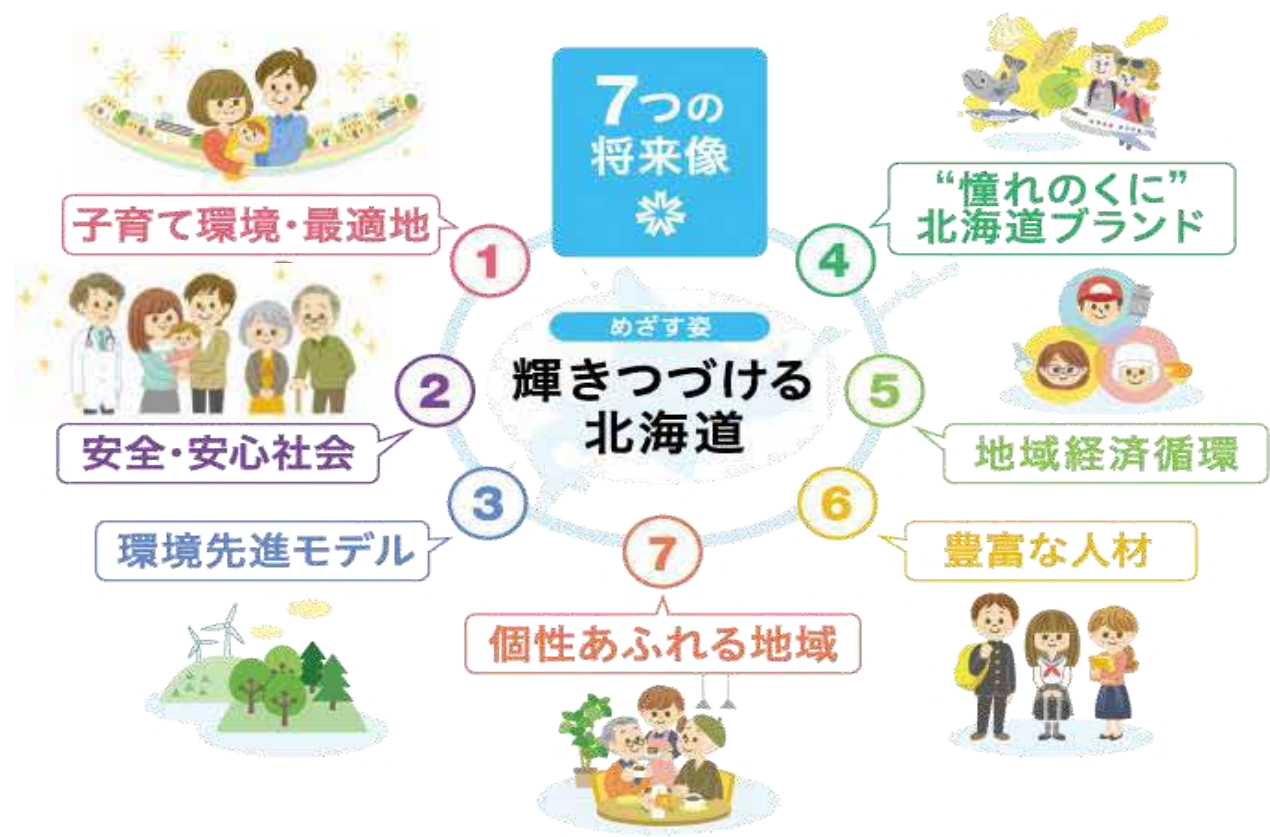 7つの
将来像
めざす姿
輝きつづける
北海道
子育て環境・最適地
1
安全・安心社会
2
環境先進モデル
3
“憧れのくに”
北海道ブランド
4
地域経済循環
5
豊富な人材
6
個性あふれる地域
7